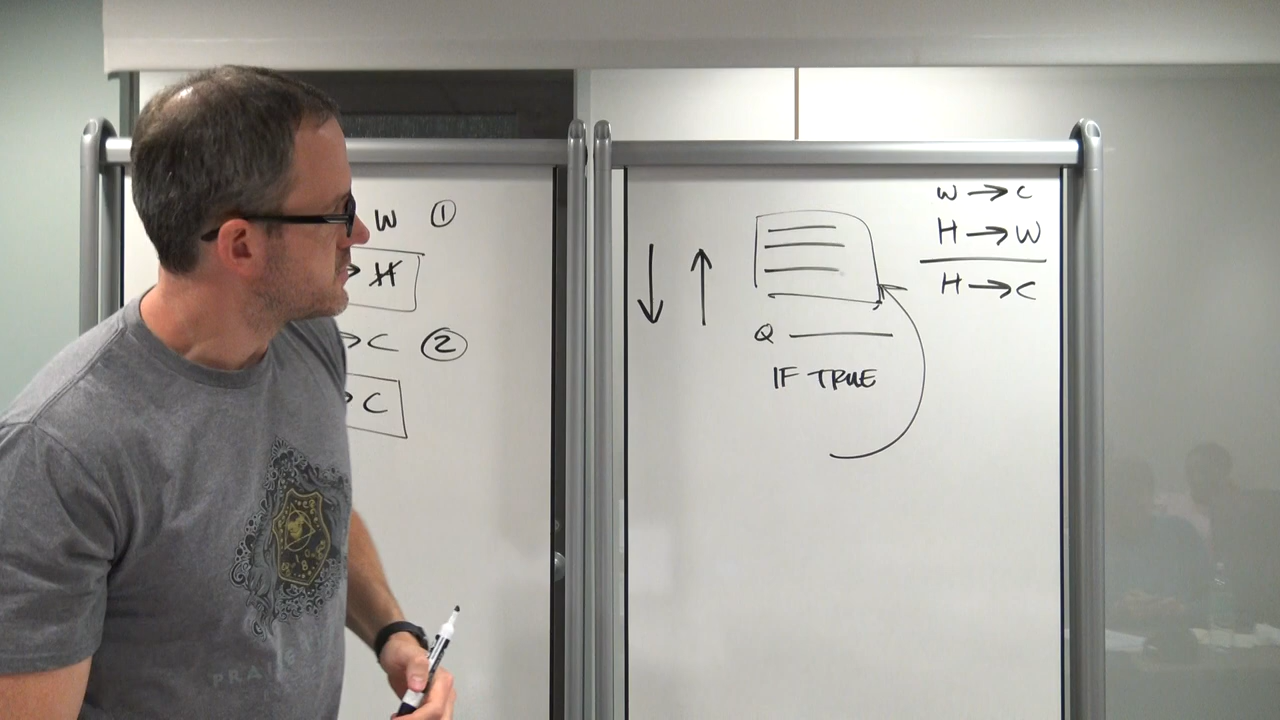 W ①
→ H
→ C ②
→ C
Q
IF TRUE
W → C
H → W
H → C